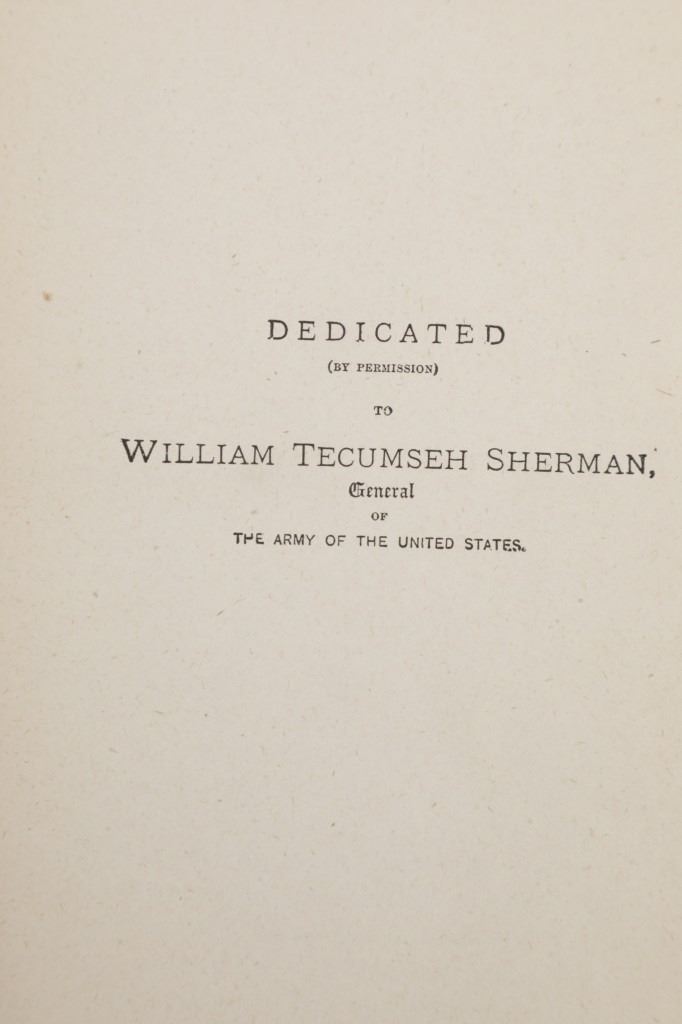 DEDICATED
(BY PERMISSION)
TO
WILLIAM TECUMSEH SHERMAN,
General
OF
THE ARMY OF THE UNITED STATES.